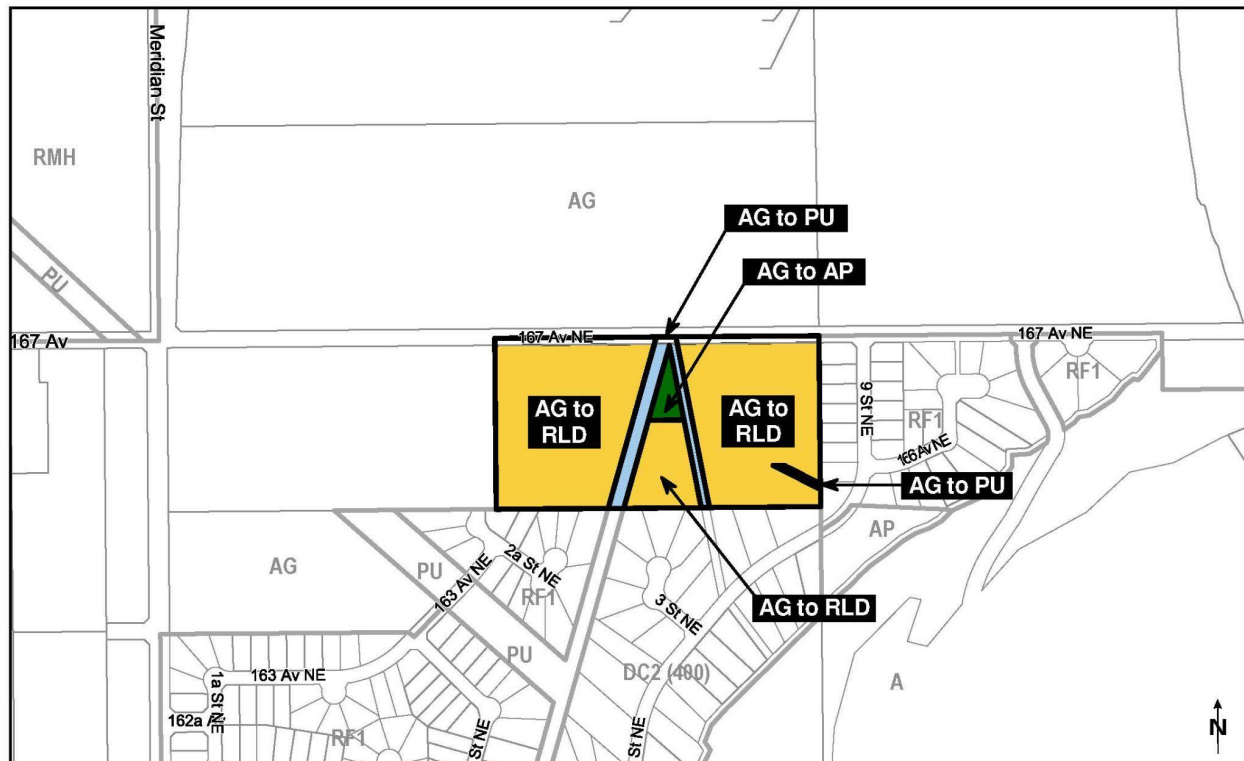 Meridian St
RMH
AG
AG to PU
AG to AP
PU
167 Av
167 Av NE
167 Av NE
RF1
AG to
RLD
AG to
RLD
9 St NE
RF1
166 Av NE
AG to PU
AP
AG
PU
163 Av NE
2a St NE
RF1
3 St NE
AG to RLD
PU
DC2 (400)
A
163 Av NE
1a St NE
162a A
RF1
St NE
St NE
N